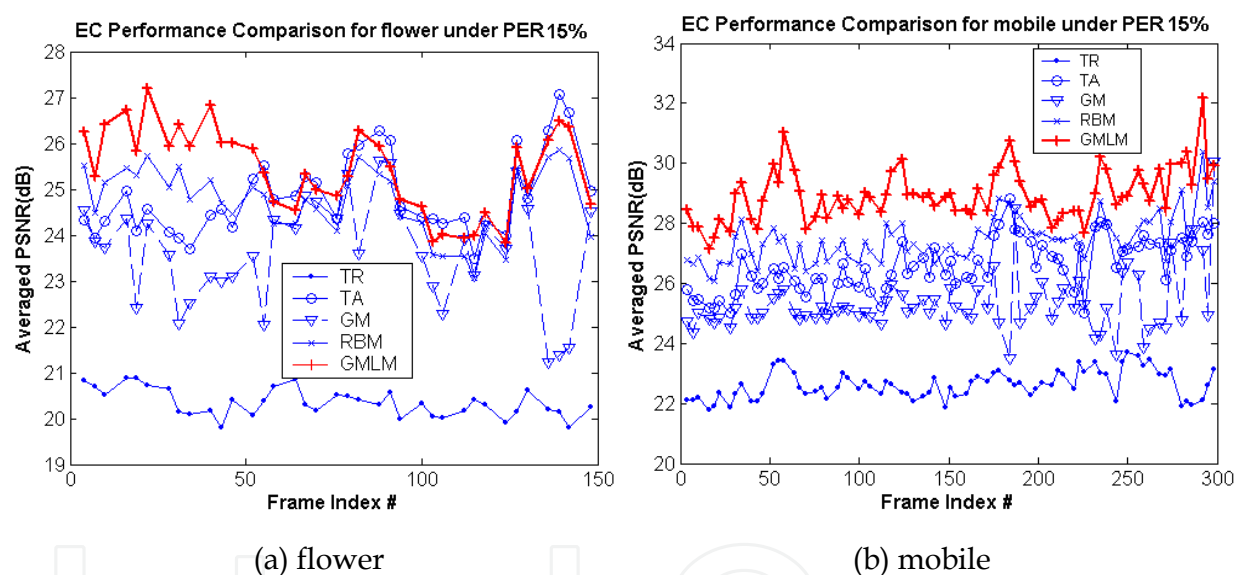 EC Performance Comparison for flower under PER 15%
28
27
26
25
24
23
22
21
20
19
Averaged PSNR(dB)
TR
TA
GM
RBM
GMLM
0
50
100
150
Frame Index #
(a) flower
EC Performance Comparison for mobile under PER 15%
34
32
30
28
26
24
22
20
Averaged PSNR(dB)
TR
TA
GM
RBM
GMLM
0
50
100
150
200
250
300
Frame Index #
(b) mobile